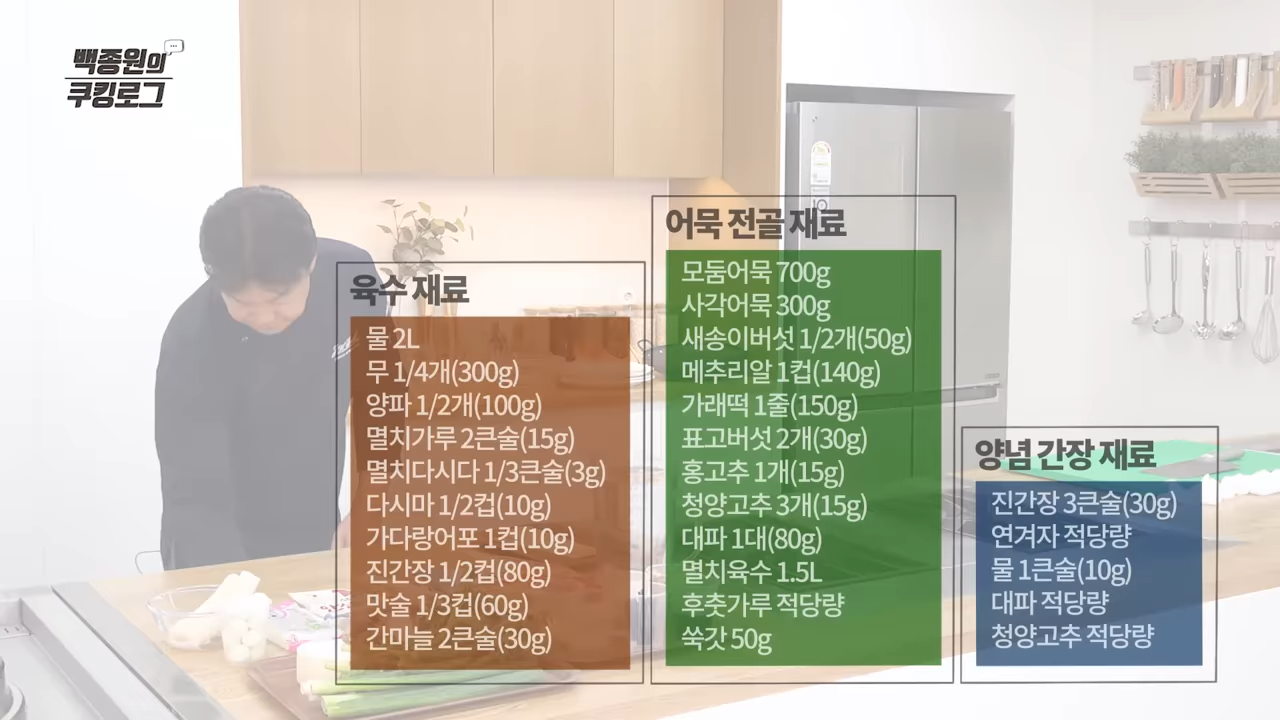 백종원의
쿠킹로그
육수 재료
물 2L
무 1/4개(300g)
양파 1/2개(100g)
멸치가루 2큰술(15g)
멸치다시다 1/3큰술(3g)
다시마 1/2컵(10g)
가다랑어포 1컵(10g)
진간장 1/2컵(80g)
맛술 1/3컵(60g)
간마늘 2큰술(30g)
어묵 전골 재료
모둠어묵 700g
사각어묵 300g
새송이버섯 1/2개(50g)
메추리알 1컵(140g)
가래떡 1줄(150g)
표고버섯 2개(30g)
홍고추 1개(15g)
청양고추 3개(15g)
대파 1대(80g)
멸치육수 1.5L
후춧가루 적당량
쑥갓 50g
양념 간장 재료
진간장 3큰술(30g)
연겨자 적당량
물 1큰술(10g)
대파 적당량
청양고추 적당량